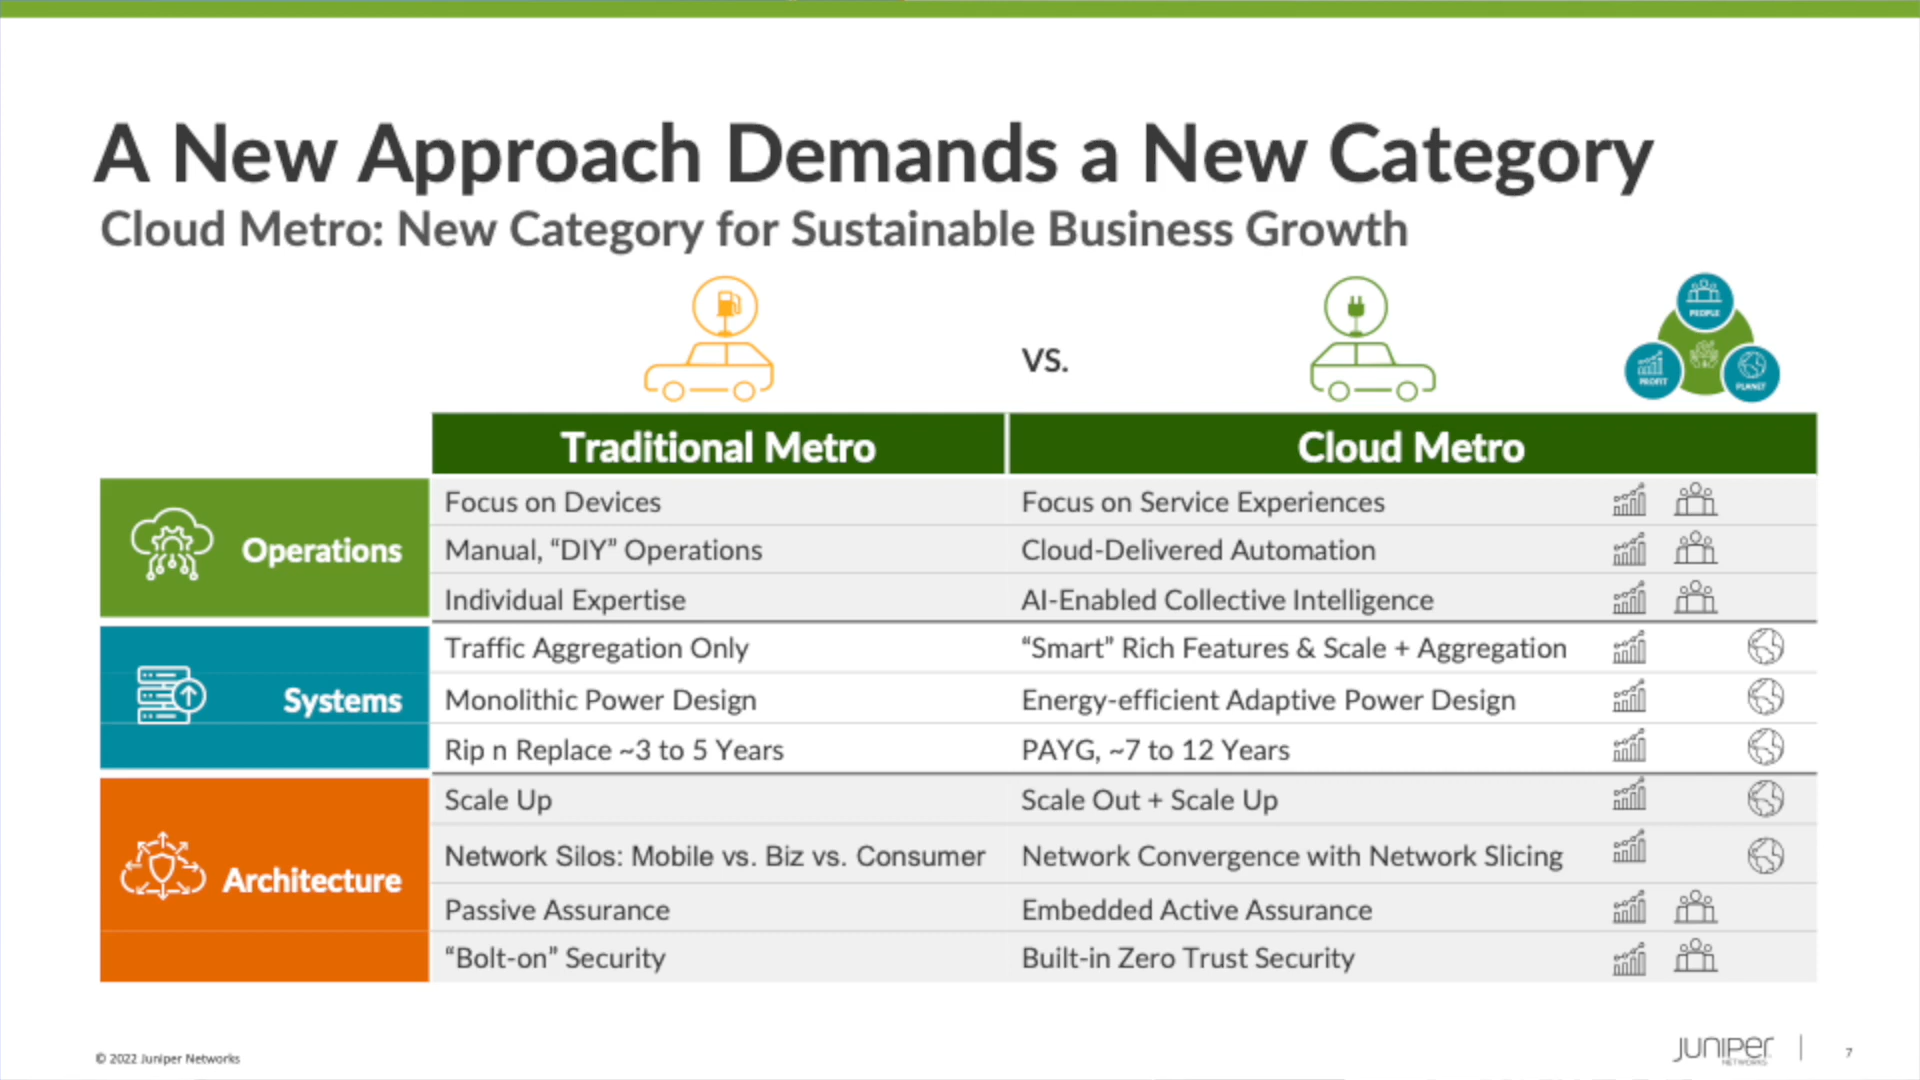 A New Approach Demands a New Category
Cloud Metro: New Category for Sustainable Business Growth
VS.
PEOPLE
PROFIT
PLANET
Traditional Metro
Cloud Metro
Operations
Focus on Devices
Focus on Service Experiences
Manual, “DIY” Operations
Cloud-Delivered Automation
Individual Expertise
AI-Enabled Collective Intelligence
Systems
Traffic Aggregation Only
“Smart” Rich Features & Scale + Aggregation
Monolithic Power Design
Energy-efficient Adaptive Power Design
Rip n Replace ~3 to 5 Years
PAYG, ~7 to 12 Years
Architecture
Scale Up
Scale Out + Scale Up
Network Silos: Mobile vs. Biz vs. Consumer
Network Convergence with Network Slicing
Passive Assurance
Embedded Active Assurance
“Bolt-on” Security
Built-in Zero Trust Security
© 2022 Juniper Networks
JUNIPER
NETWORKS
7